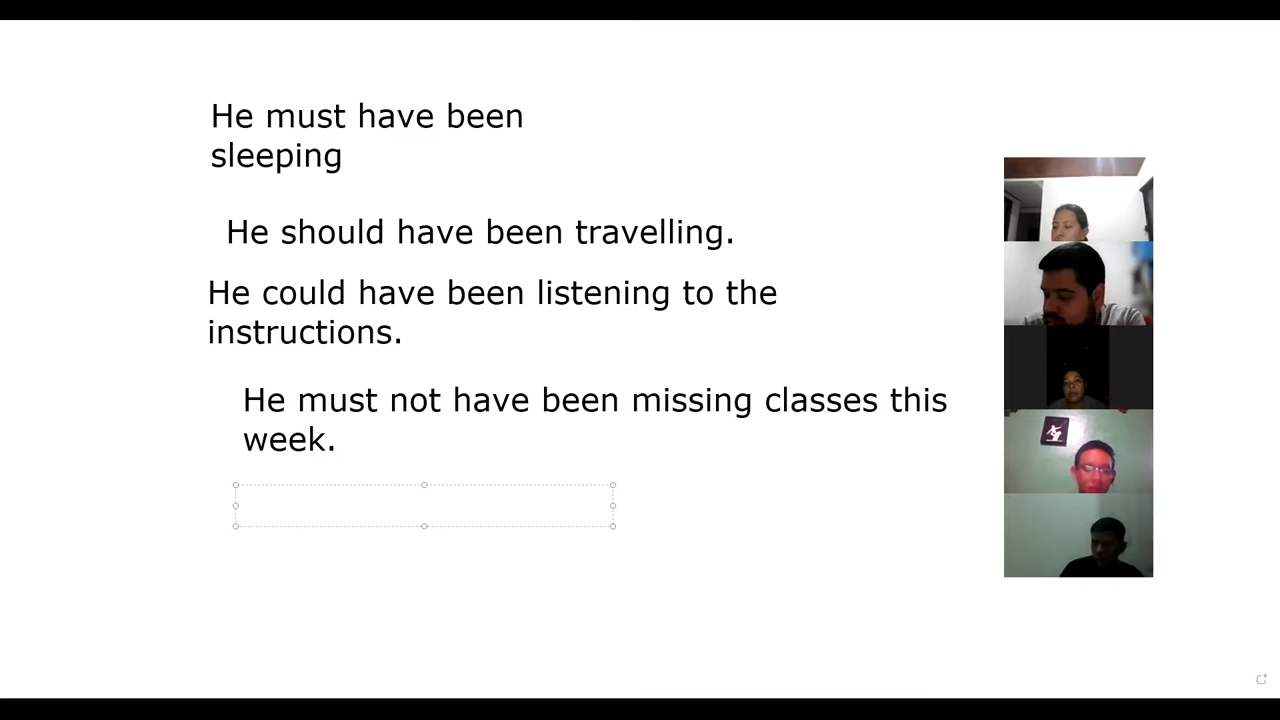 He must have been
sleeping
He should have been travelling.
He could have been listening to the
instructions.
He must not have been missing classes this
week.